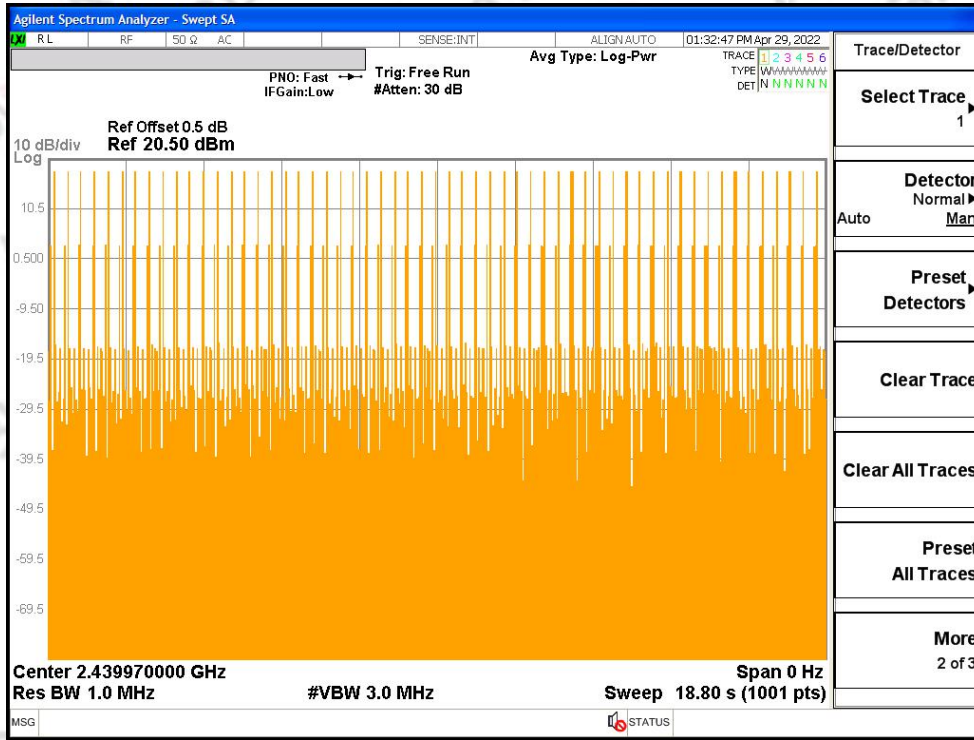 Agilent Spectrum Analyzer - Swept SA
LXI RL RF 50 Ω AC SENSE:INT ALIGN AUTO 01:32:47 PM Apr 29, 2022
Avg Type: Log-Pwr
TRACE 1 2 3 4 5 6
PNO: Fast Trig: Free Run
TYPE WWWWWW
IFGain:Low #Atten: 30 dB
DET N N N N N N
Ref Offset 0.5 dB
10 dB/div Ref 20.50 dBm
Log
10.5
0.500
-9.50
-19.5
-29.5
-39.5
-49.5
-59.5
-69.5
Center 2.439970000 GHz Span 0 Hz
Res BW 1.0 MHz #VBW 3.0 MHz Sweep 18.80 s (1001 pts)
MSG STATUS
Trace/Detector
Select Trace
1
Detector
Normal
Auto Man
Preset
Detectors
Clear Trace
Clear All Traces
Preset
All Traces
More
2 of 3